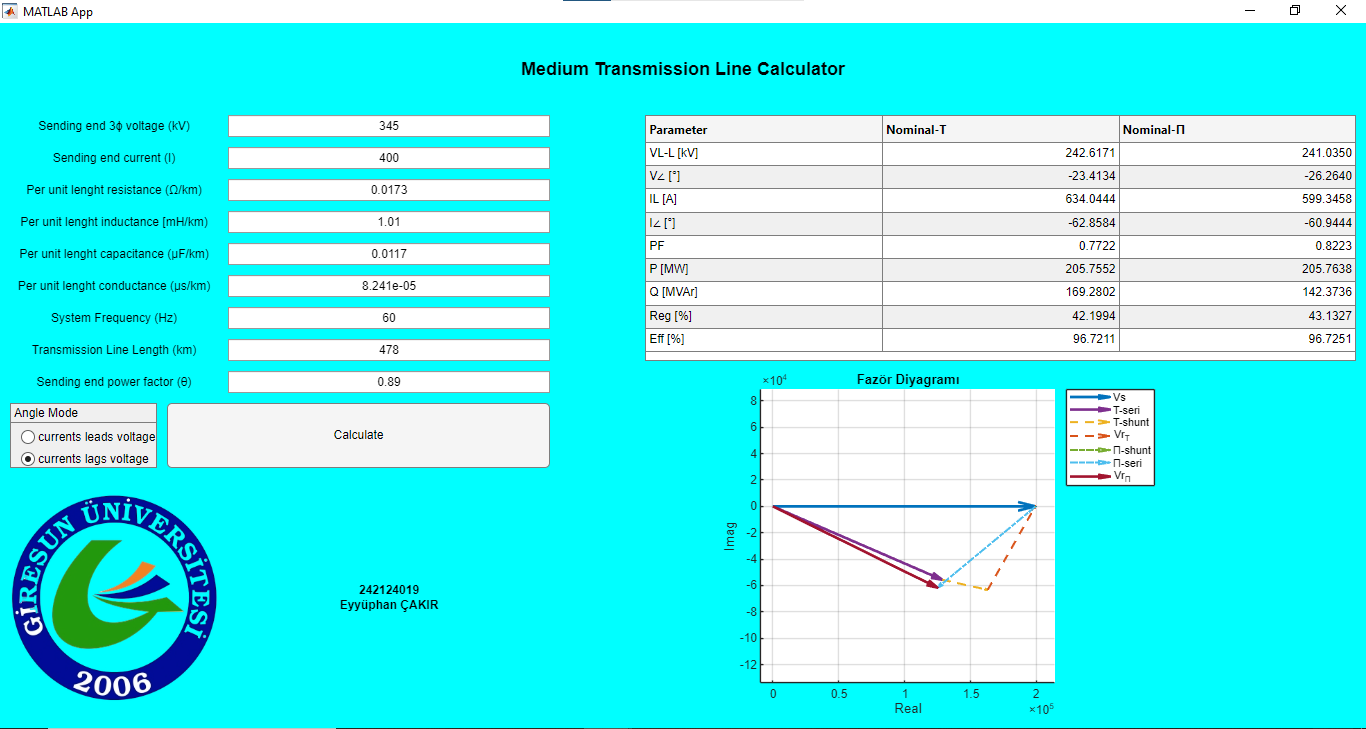 MATLAB App
Medium Transmission Line Calculator
Sending end 3ϕ voltage (kV) 345
Sending end current (I) 400
Per unit lenght resistance (Ω/km) 0.0173
Per unit lenght inductance [mH/km) 1.01
Per unit lenght capacitance (µF/km) 0.0117
Per unit lenght conductance (µs/km) 8.241e-05
System Frequency (Hz) 60
Transmission Line Length (km) 478
Sending end power factor (θ) 0.89
Angle Mode
currents leads voltage
currents lags voltage
Calculate
Parameter Nominal-T Nominal-Π
VL-L [kV] 242.6171 241.0350
V∠ [°] -23.4134 -26.2640
IL [A] 634.0444 599.3458
I∠ [°] -62.8584 -60.9444
PF 0.7722 0.8223
P [MW] 205.7552 205.7638
Q [MVAr] 169.2802 142.3736
Reg [%] 42.1994 43.1327
Eff [%] 96.7211 96.7251
GİRESUN ÜNİVERSİTESİ
2006
242124019
Eyyüphan ÇAKIR
×10⁴
Fazör Diyagramı
8
6
4
2
0
-2
-4
-6
-8
-10
-12
Imag
0 0.5 1 1.5 2
Real
×10⁵
Vs
T-seri
T-shunt
Vr_T
Π-shunt
Π-seri
Vr_Π